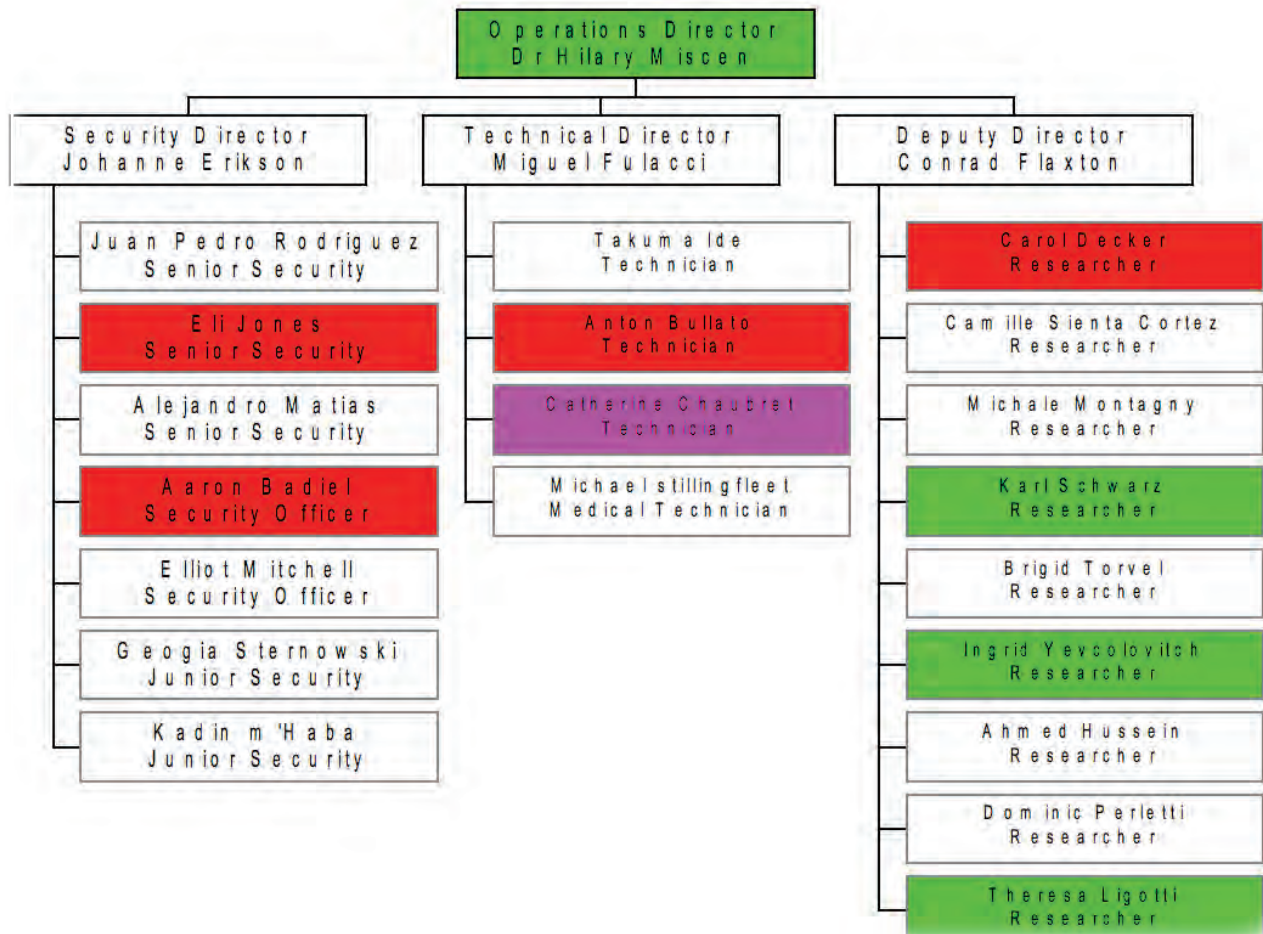 Operations Director
Dr Hilary Miscen
Security Director
Johanne Erikson
Technical Director
Miguel Fulacci
Deputy Director
Conrad Flaxton
Juan Pedro Rodriguez
Senior Security
Eli Jones
Senior Security
Alejandro Matias
Senior Security
Aaron Badiel
Security Officer
Elliot Mitchell
Security Officer
Geogia Sternowski
Junior Security
Kadin m'Haba
Junior Security
Takuma Ide
Technician
Anton Bullato
Technician
Catherine Chaubret
Technician
Michael stillingfleet
Medical Technician
Carol Decker
Researcher
Camille Sienta Cortez
Researcher
Michale Montagny
Researcher
Karl Schwarz
Researcher
Brigid Torvel
Researcher
Ingrid Yevcolovitch
Researcher
Ahmed Hussein
Researcher
Dominic Perletti
Researcher
Theresa Ligotti
Researcher